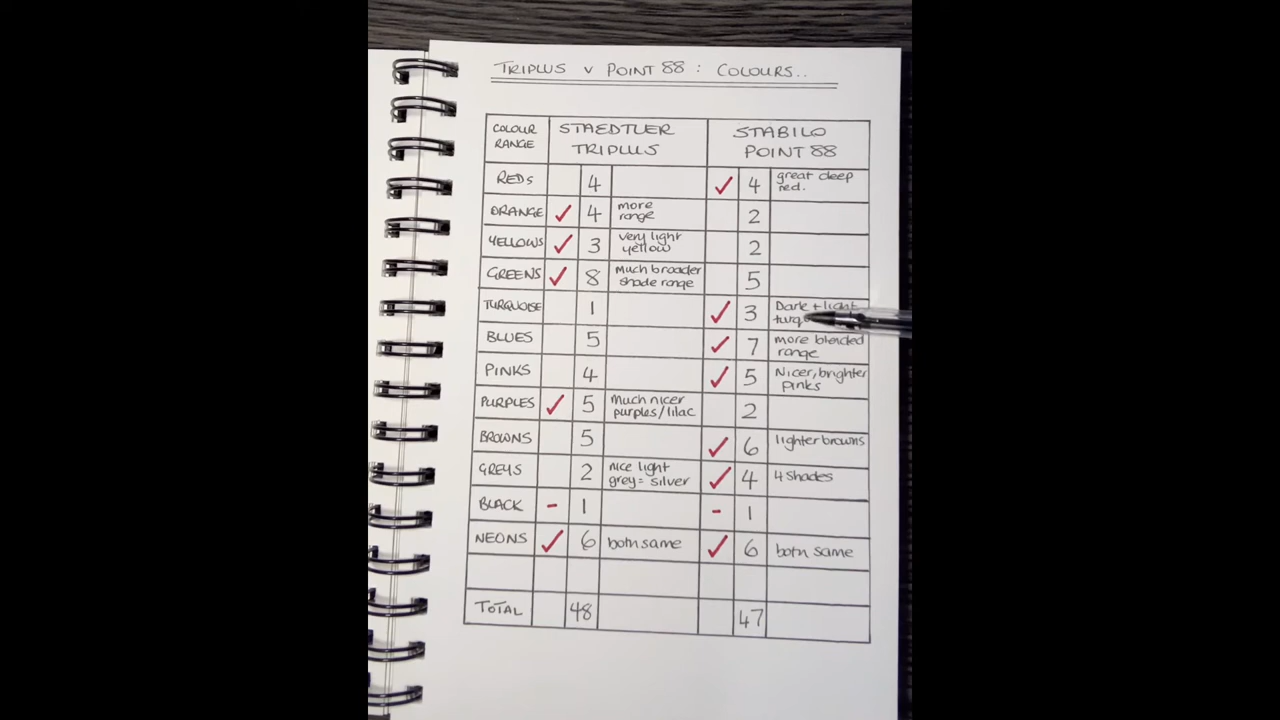 TRIPLUS v POINT 88 : COLOURS..
COLOUR RANGE STAEDTLER TRIPLUS STABILO POINT 88
REDS 4 ✓ 4 great deep red.
ORANGE ✓ 4 more range 2
YELLOWS ✓ 3 very light yellow 2
GREENS ✓ 8 Much broader shade range 5
TURQUOISE 1 ✓ 3 Dark + light
BLUES 5 ✓ 7 more blended range
PINKS 4 ✓ 5 Nicer, brighter pinks
PURPLES ✓ 5 Much nicer purples/lilac 2
BROWNS 5 ✓ 6 lighter browns
GREYS 2 nice light grey = silver ✓ 4 4 Shades
BLACK - 1 - 1
NEONS ✓ 6 both same ✓ 6 both same
TOTAL 48 47